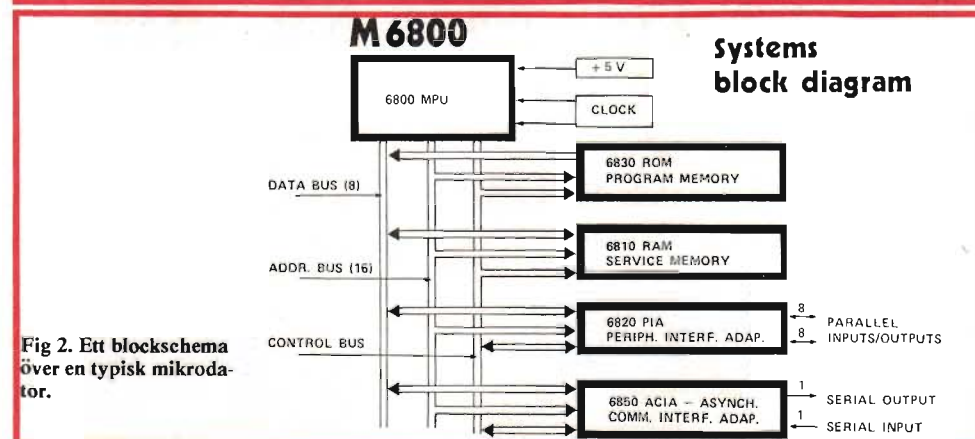 M6800
Systems
block diagram
+5 V
6800 MPU
CLOCK
6830 ROM
PROGRAM MEMORY
DATA BUS (8)
6810 RAM
SERVICE MEMORY
ADDR. BUS (16)
6820 PIA
PERIPH. INTERF. ADAP.
8
8
PARALLEL
INPUTS/OUTPUTS
Fig 2. Ett blockschema
över en typisk mikroda-
tor.
CONTROL BUS
6850 ACIA – ASYNCH.
COMM. INTERF. ADAP.
1
SERIAL OUTPUT
1
SERIAL INPUT